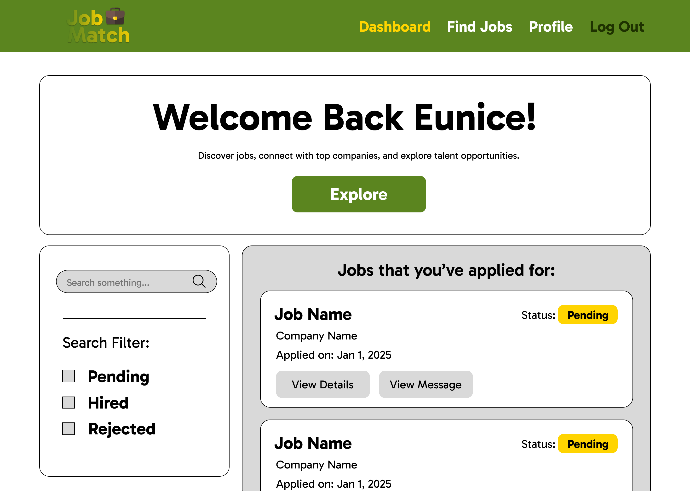 Job
Match
Dashboard Find Jobs Profile Log Out
Welcome Back Eunice!
Discover jobs, connect with top companies, and explore talent opportunities.
Explore
Search something...
Search Filter:
Pending
Hired
Rejected
Jobs that you've applied for:
Job Name
Status: Pending
Company Name
Applied on: Jan 1, 2025
View Details View Message
Job Name
Status: Pending
Company Name
Applied on: Jan 1, 2025